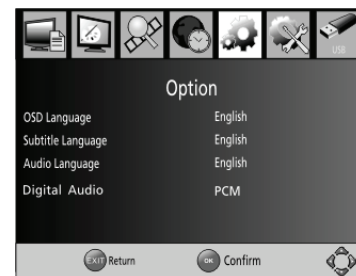 USB
Option
OSD Language English
Subtitle Language English
Audio Language English
Digital Audio PCM
EXIT Return OK Confirm